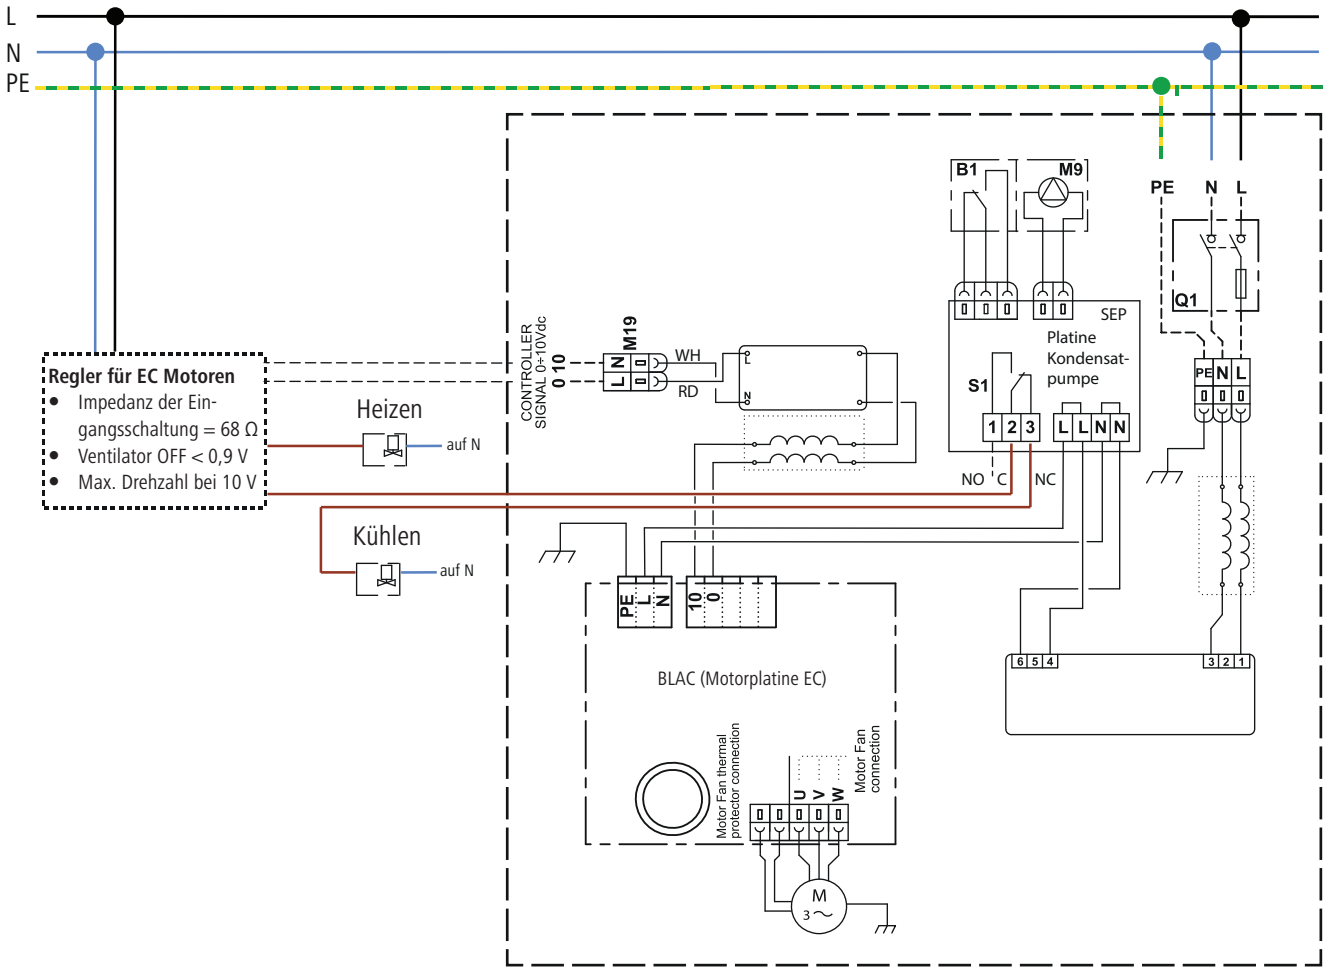 L
N
PE
B1
M9
PE N L
Q1
SEP
Platine
Kondensat-
pumpe
S1
1 2 3
L L N N
NO C NC
PE N L
CONTROLLER
SIGNAL 0÷10Vdc
0 10
M19
L N
WH
RD
L
N
Regler für EC Motoren
• Impedanz der Ein-
gangsschaltung = 68 Ω
• Ventilator OFF < 0,9 V
• Max. Drehzahl bei 10 V
Heizen
auf N
Kühlen
auf N
PE L N
10 0
BLAC (Motorplatine EC)
6 5 4
3 2 1
Motor Fan thermal
protector connection
U V W
Motor Fan
connection
M
3 ~